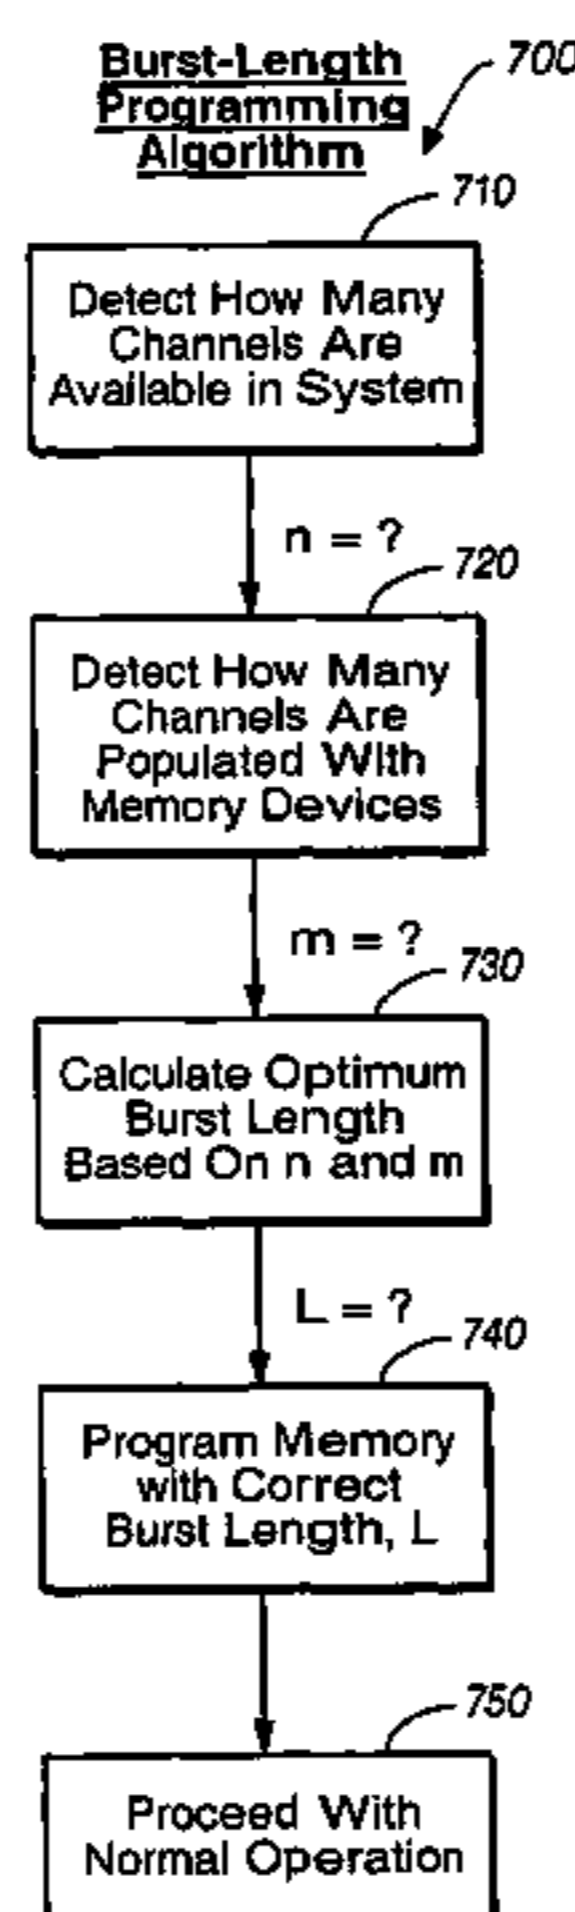 Burst-Length
Programming
Algorithm
700
710
Detect How Many
Channels Are
Available in System
n = ?
720
Detect How Many
Channels Are
Populated With
Memory Devices
m = ?
730
Calculate Optimum
Burst Length
Based On n and m
L = ?
740
Program Memory
with Correct
Burst Length, L
750
Proceed With
Normal Operation